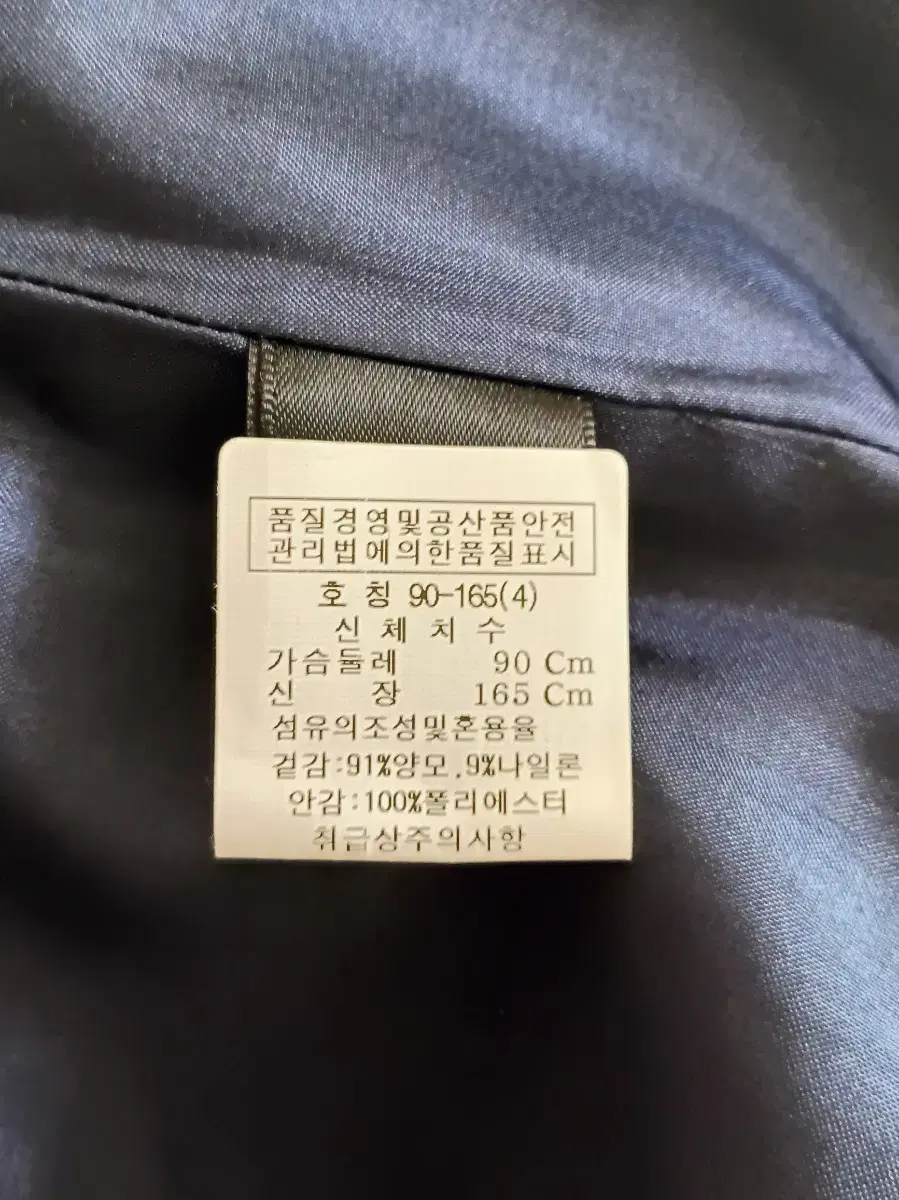 품질경영및공산품안전
관리법에의한품질표시
호 칭 90-165(4)
신 체 치 수
가슴둘레 90 Cm
신 장 165 Cm
섬유의조성및혼용율
겉감:91%양모,9%나일론
안감:100%폴리에스터
취급상주의사항